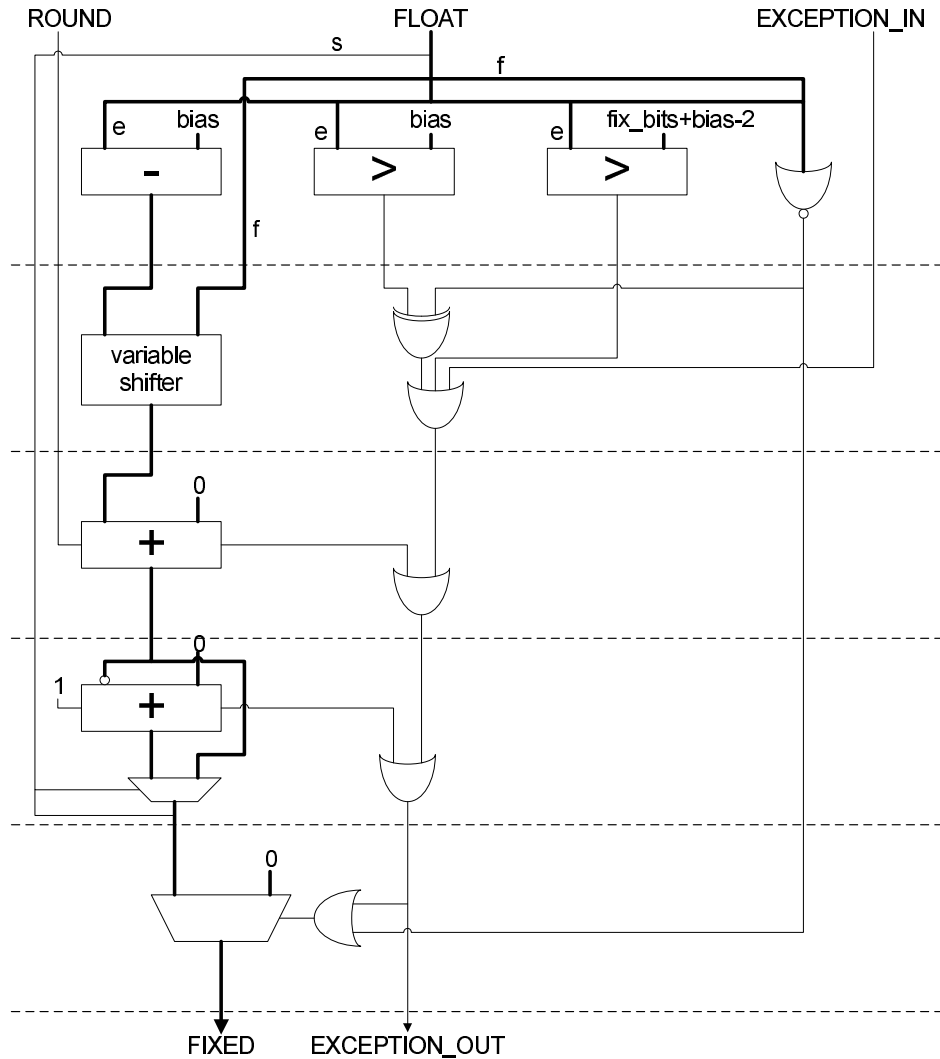 ROUND
FLOAT
EXCEPTION_IN
s
f
e
bias
e
bias
e
fix_bits+bias-2
-
>
>
f
variable
shifter
0
+
0
1
+
0
FIXED
EXCEPTION_OUT